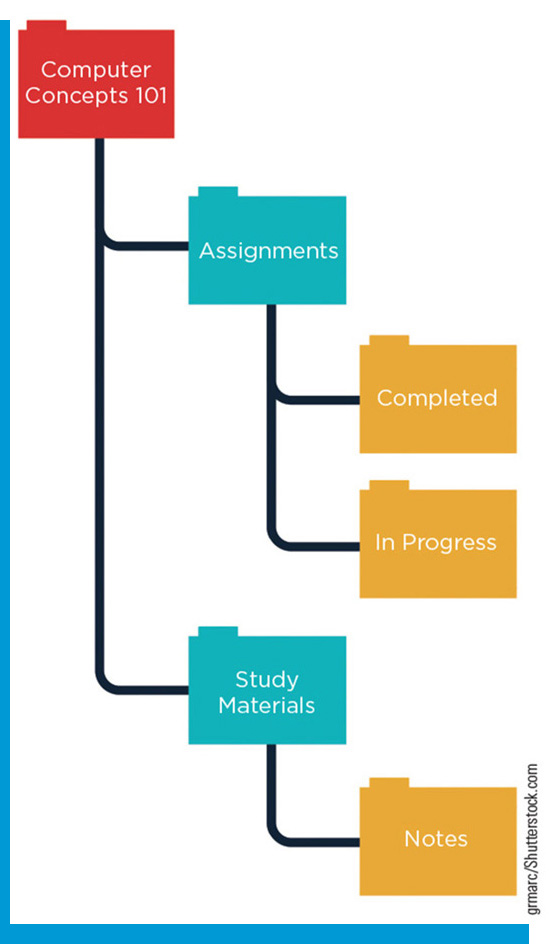 Computer
Concepts 101
Assignments
Completed
In Progress
Study
Materials
Notes
grmarc/Shutterstock.com